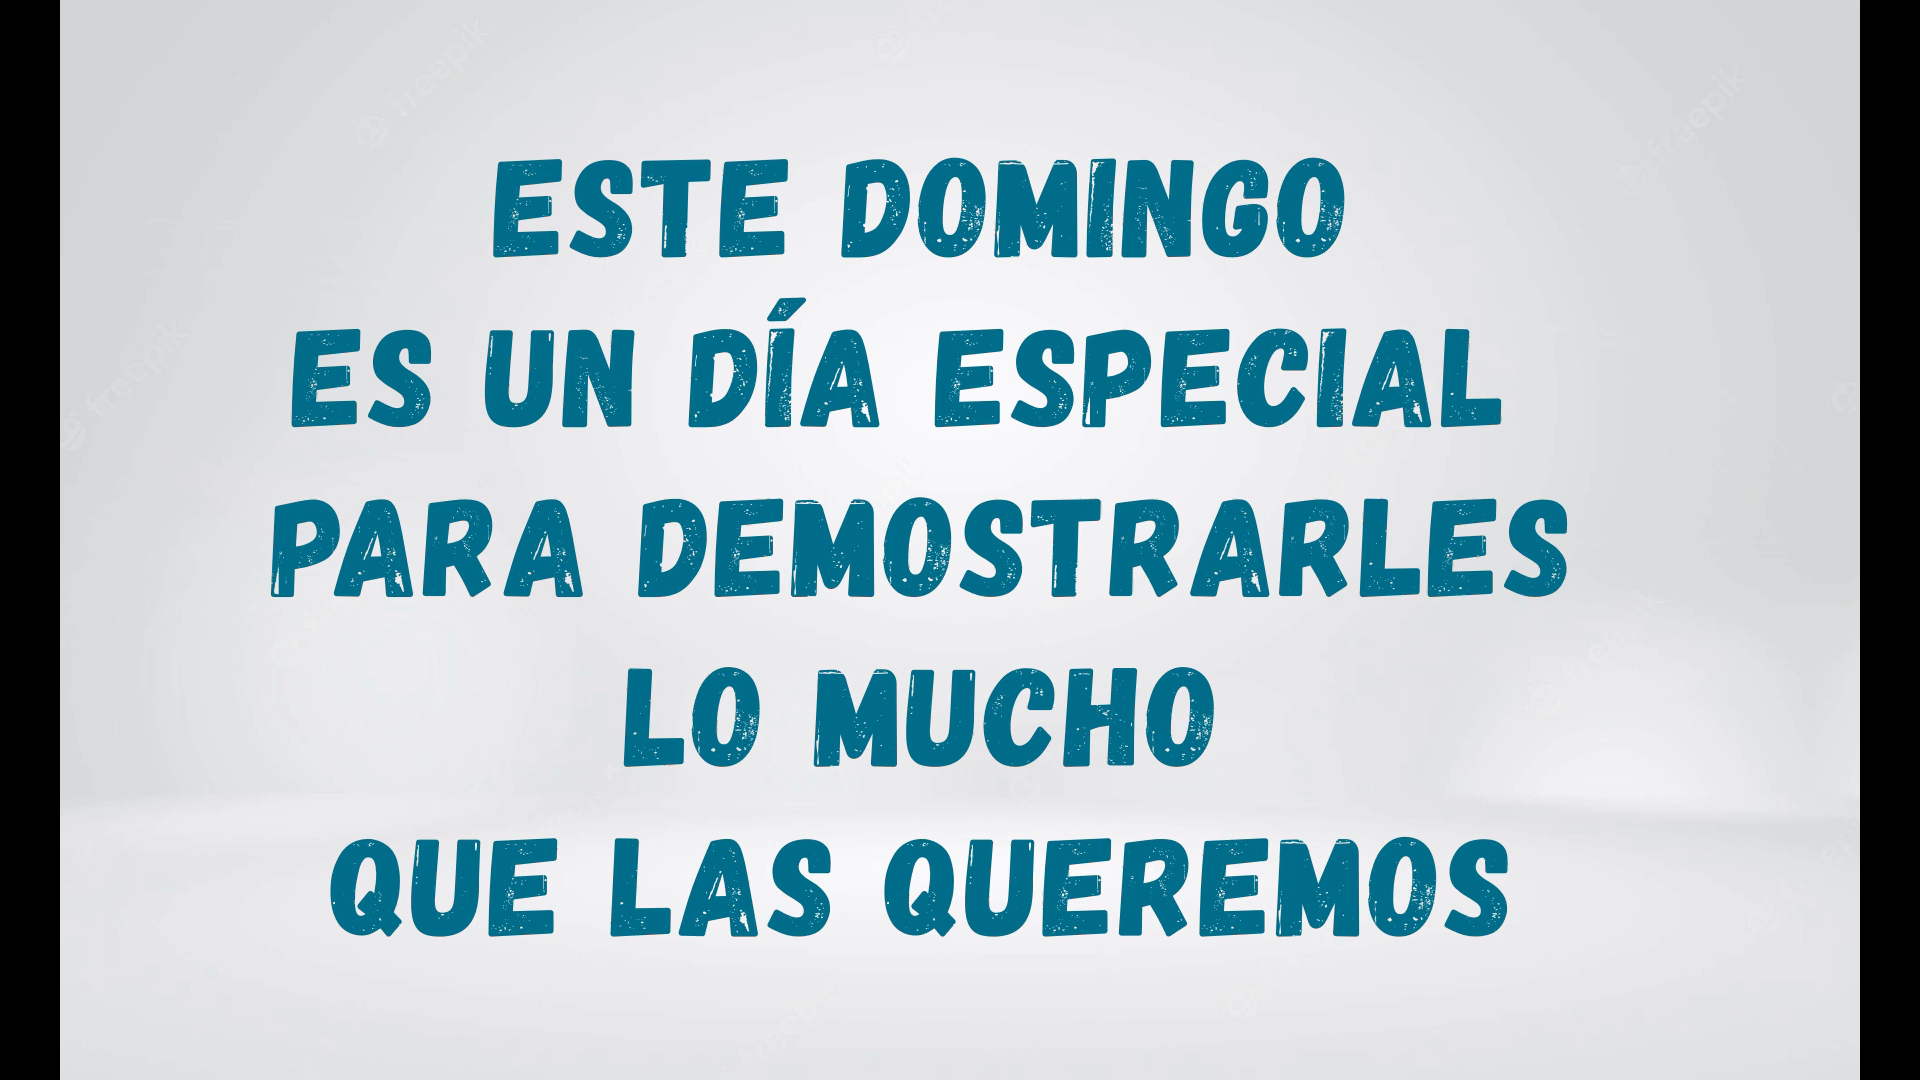 ESTE DOMINGO
ES UN DÍA ESPECIAL
PARA DEMOSTRARLES
LO MUCHO
QUE LAS QUEREMOS